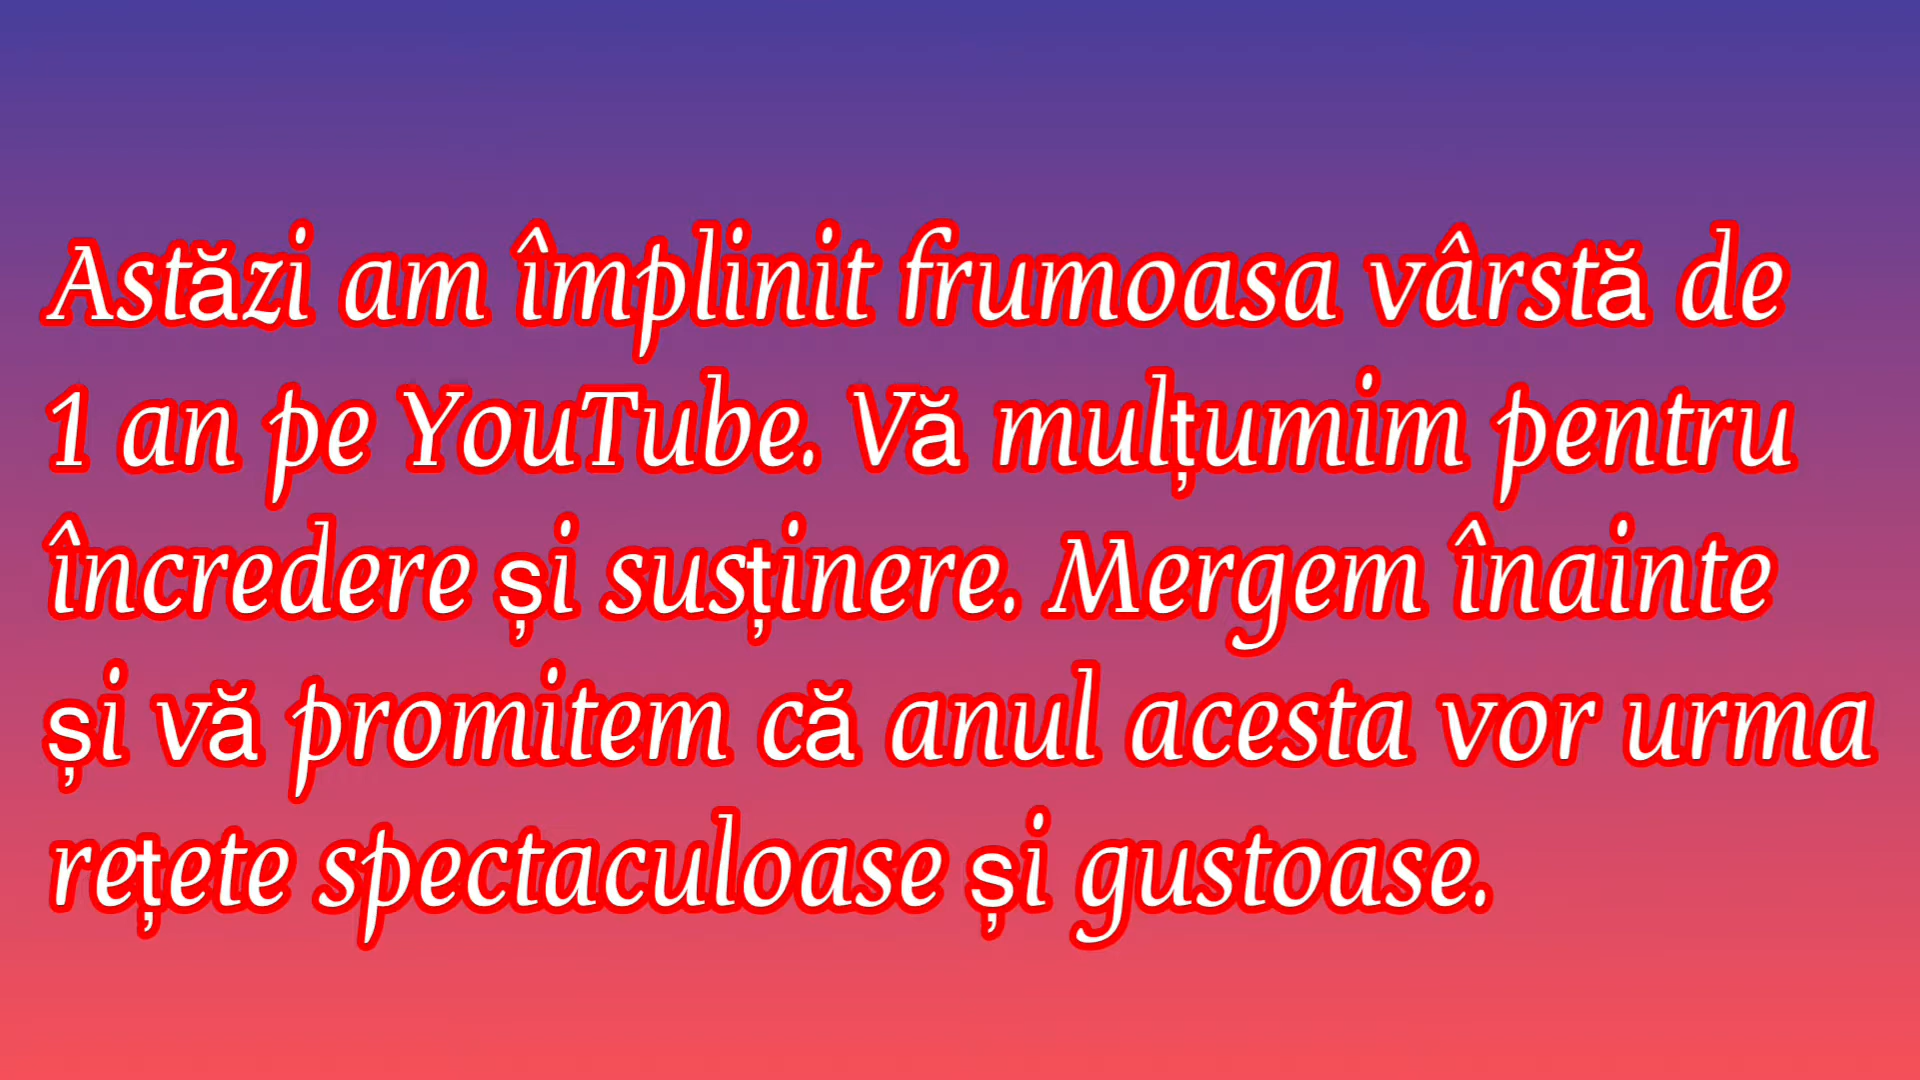 Astăzi am împlinit frumoasa vârstă de
1 an pe YouTube. Vă mulțumim pentru
încredere și susținere. Mergem înainte
și vă promitem că anul acesta vor urma
rețete spectaculoase și gustoase.